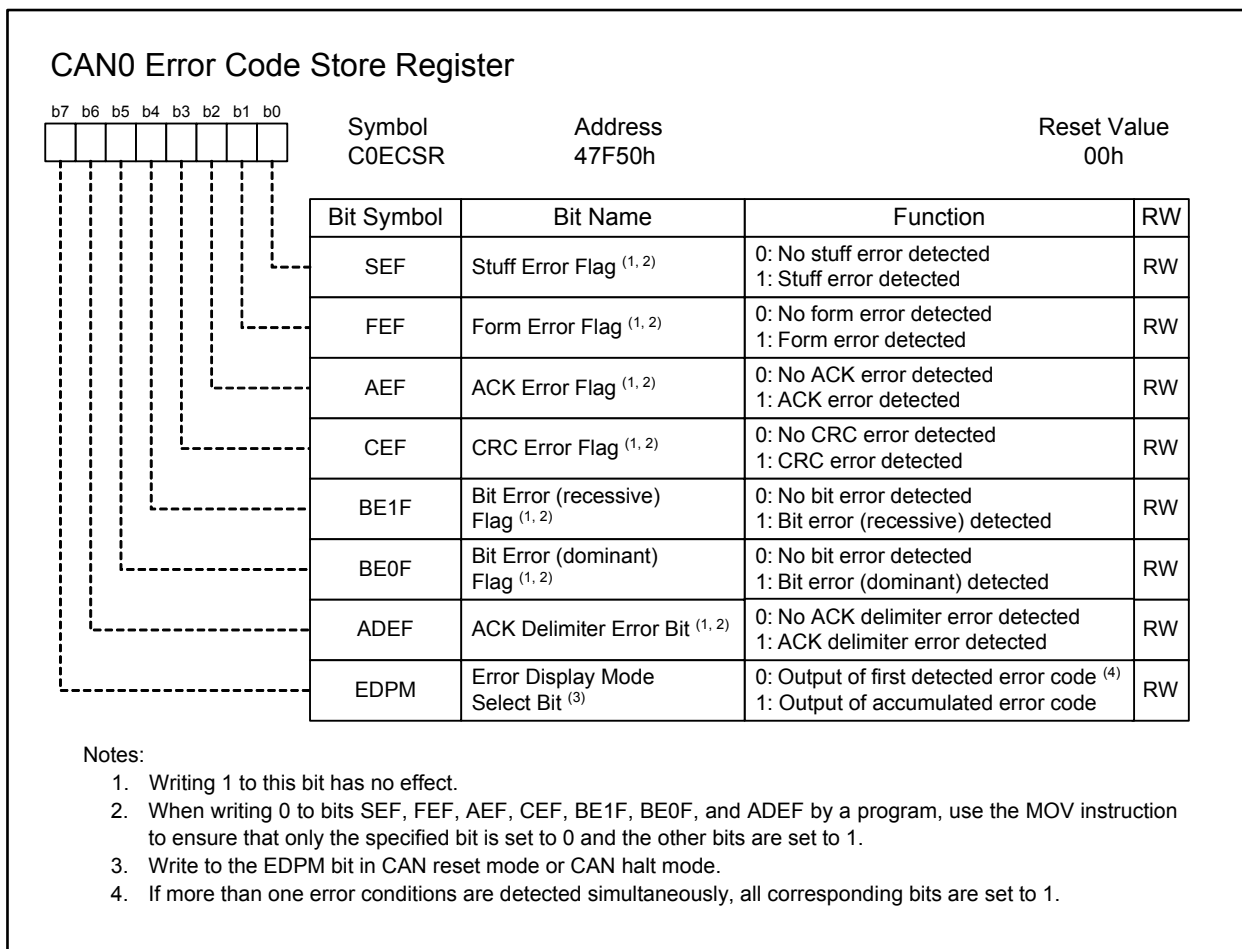 CAN0 Error Code Store Register
b7 b6 b5 b4 b3 b2 b1 b0
Symbol Address Reset Value
C0ECSR 47F50h 00h
Bit Symbol Bit Name Function RW
SEF Stuff Error Flag (1, 2) 0: No stuff error detected RW
1: Stuff error detected
FEF Form Error Flag (1, 2) 0: No form error detected RW
1: Form error detected
AEF ACK Error Flag (1, 2) 0: No ACK error detected RW
1: ACK error detected
CEF CRC Error Flag (1, 2) 0: No CRC error detected RW
1: CRC error detected
BE1F Bit Error (recessive) 0: No bit error detected RW
Flag (1, 2) 1: Bit error (recessive) detected
BE0F Bit Error (dominant) 0: No bit error detected RW
Flag (1, 2) 1: Bit error (dominant) detected
ADEF ACK Delimiter Error Bit (1, 2) 0: No ACK delimiter error detected RW
1: ACK delimiter error detected
EDPM Error Display Mode 0: Output of first detected error code (4) RW
Select Bit (3) 1: Output of accumulated error code
Notes:
1. Writing 1 to this bit has no effect.
2. When writing 0 to bits SEF, FEF, AEF, CEF, BE1F, BE0F, and ADEF by a program, use the MOV instruction
to ensure that only the specified bit is set to 0 and the other bits are set to 1.
3. Write to the EDPM bit in CAN reset mode or CAN halt mode.
4. If more than one error conditions are detected simultaneously, all corresponding bits are set to 1.